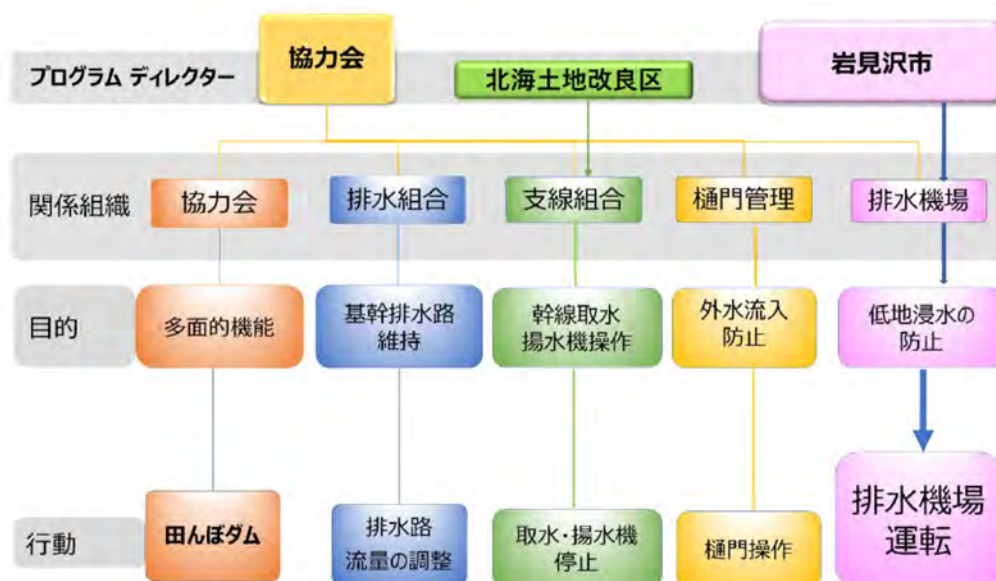 プログラム ディレクター
協力会
北海土地改良区
岩見沢市
関係組織
協力会
排水組合
支線組合
樋門管理
排水機場
目的
多面的機能
基幹排水路
維持
幹線取水
揚水機操作
外水流入
防止
低地浸水の
防止
行動
田んぼダム
排水路
流量の調整
取水・揚水機
停止
樋門操作
排水機場
運転